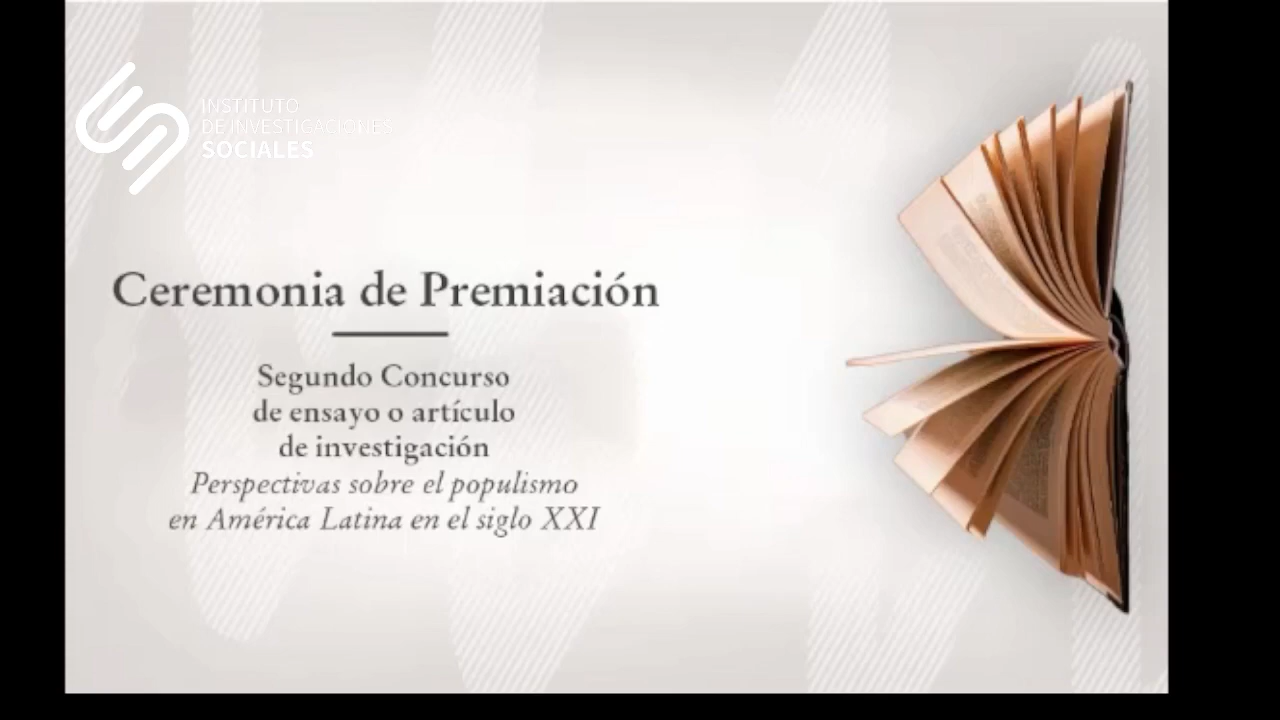 INSTITUTO
DE INVESTIGACIONES
SOCIALES
Ceremonia de Premiación
Segundo Concurso
de ensayo o artículo
de investigación
Perspectivas sobre el populismo
en América Latina en el siglo XXI